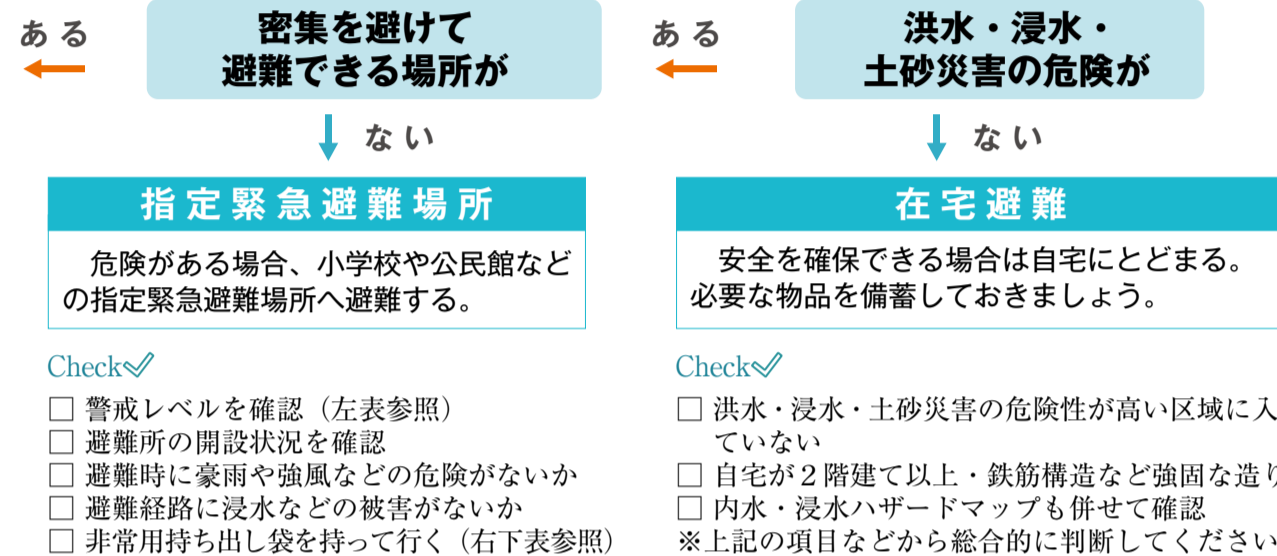 ある
密集を避けて
避難できる場所が
ない
指定緊急避難場所
危険がある場合、小学校や公民館など
の指定緊急避難場所へ避難する。
Check
□ 警戒レベルを確認（左表参照）
□ 避難所の開設状況を確認
□ 避難時に豪雨や強風などの危険がないか
□ 避難経路に浸水などの被害がないか
□ 非常用持ち出し袋を持って行く（右下表参照）
ある
洪水・浸水・
土砂災害の危険が
ない
在宅避難
安全を確保できる場合は自宅にとどまる。
必要な物品を備蓄しておきましょう。
Check
□ 洪水・浸水・土砂災害の危険性が高い区域に入
ていない
□ 自宅が２階建て以上・鉄筋構造など強固な造り
□ 内水・浸水ハザードマップも併せて確認
※上記の項目などから総合的に判断してください